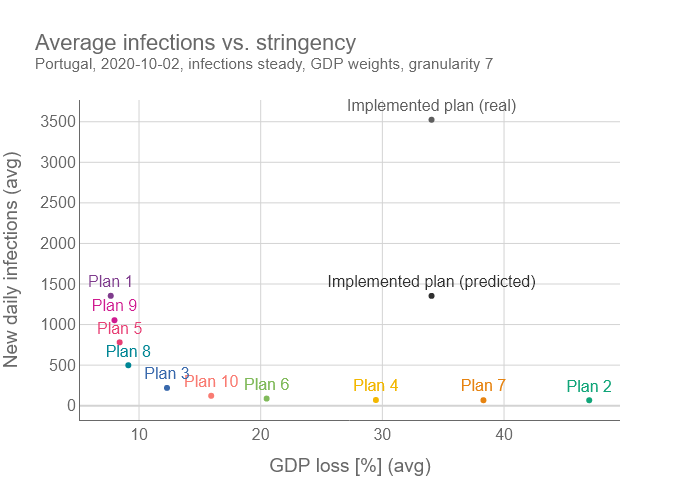 Average infections vs. stringency
Portugal, 2020-10-02, infections steady, GDP weights, granularity 7
Implemented plan (real)
3500
3000
2500
2000
1500
1000
500
0
New daily infections (avg)
Plan 1
Implemented plan (predicted)
Plan 9
Plan 5
Plan 8
Plan 3
Plan 10
Plan 6
Plan 4
Plan 7
Plan 2
10
20
30
40
GDP loss [%] (avg)